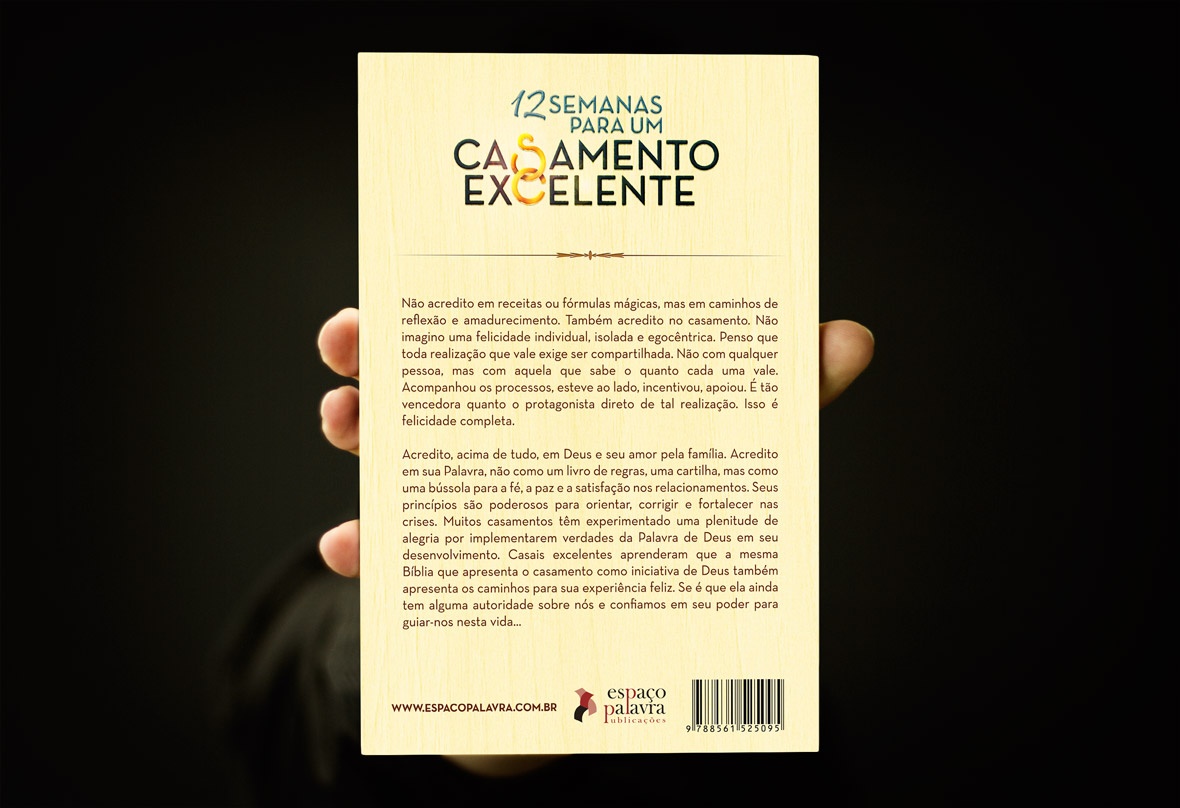 12 SEMANAS
PARA UM
CASAMENTO
EXCELENTE
Não acredito em receitas ou fórmulas mágicas, mas em caminhos de
reflexão e amadurecimento. Também acredito no casamento. Não
imagino uma felicidade individual, isolada e egocêntrica. Penso que
toda realização que vale exige ser compartilhada. Não com qualquer
pessoa, mas com aquela que sabe o quanto cada uma vale.
Acompanhou os processos, esteve ao lado, incentivou, apoiou. É tão
vencedora quanto o protagonista direto de tal realização. Isso é
felicidade completa.
Acredito, acima de tudo, em Deus e seu amor pela família. Acredito
em sua Palavra, não como um livro de regras, uma cartilha, mas como
uma bússola para a fé, a paz e a satisfação nos relacionamentos. Seus
princípios são poderosos para orientar, corrigir e fortalecer nas
crises. Muitos casamentos têm experimentado uma plenitude de
alegria por implementarem verdades da Palavra de Deus em seu
desenvolvimento. Casais excelentes aprenderam que a mesma
Bíblia que apresenta o casamento como iniciativa de Deus também
apresenta os caminhos para sua experiência feliz. Se é que ela ainda
tem alguma autoridade sobre nós e confiamos em seu poder para
guiar-nos nesta vida...
WWW.ESPACOPALAVRA.COM.BR
espaço
palavra
publicações
9 788561 525095